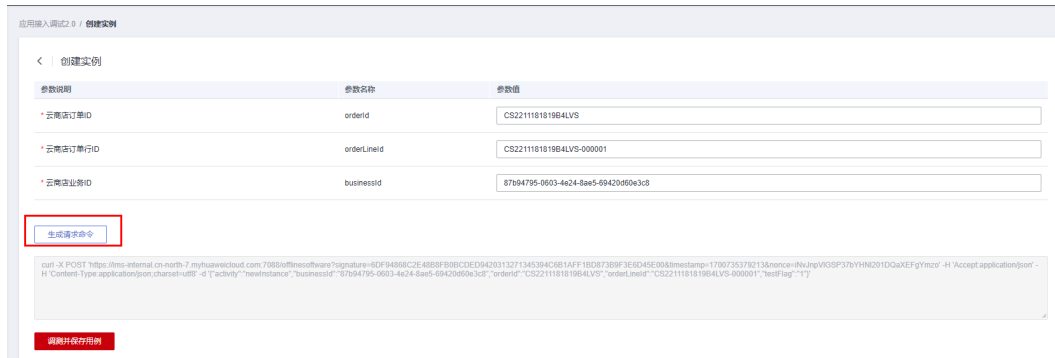 应用接入调试2.0 / 创建实例
< 创建实例
参数说明 参数名称 参数值
* 云商店订单ID orderId CS2211181819B4LVS
* 云商店订单行ID orderLineId CS2211181819B4LVS-000001
* 云商店业务ID businessId 87b94795-0603-4e24-8ae5-69420d60e3c8
生成请求命令
curl -X POST 'https://ims-internal.cn-north-7.myhuaweicloud.com:7088/offlinesoftware?signature=6DF94868C2E48B8FB0BCDED9420313271345394C6B1AFF1BD873B9F3E6D45E00&timestamp=1700735379213&nonce=iNvJnpVIGSP37bYHNI201DQaXEFgYmzo' -H 'Accept:application/json' -
H 'Content-Type:application/json;charset=utf8' -d '{"activity":"newInstance","businessId":"87b94795-0603-4e24-8ae5-69420d60e3c8","orderId":"CS2211181819B4LVS","orderLineId":"CS2211181819B4LVS-000001","testFlag":"1"}'
调测并保存用例